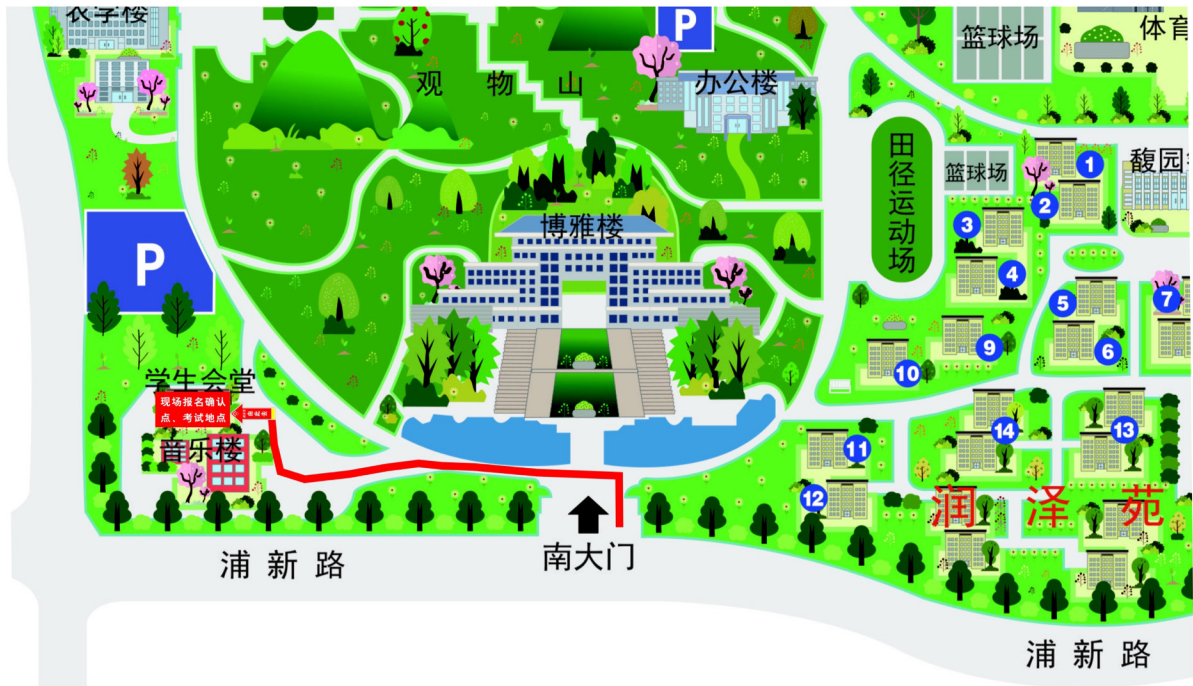 农学楼
P
体育
篮球场
观物山
办公楼
田径运动场
篮球场
馥园
1
2
3
4
5
6
7
9
10
博雅楼
P
学生会堂
现场报名确认
点、考试地点
音乐楼
11
12
13
14
润泽苑
南大门
浦新路
浦新路